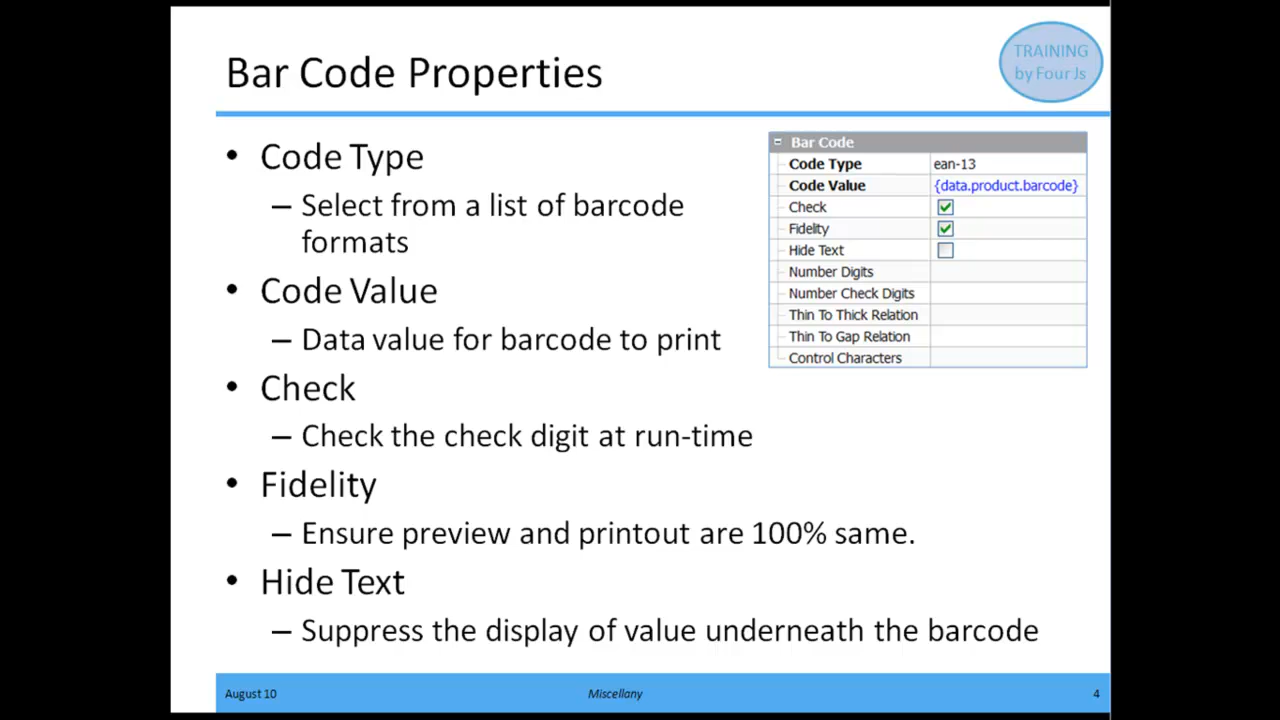 Bar Code Properties
TRAINING
by Four Js
• Code Type
– Select from a list of barcode
formats
• Code Value
– Data value for barcode to print
• Check
– Check the check digit at run-time
• Fidelity
– Ensure preview and printout are 100% same.
• Hide Text
– Suppress the display of value underneath the barcode
Bar Code
Code Type ean-13
Code Value {data.product.barcode}
Check
Fidelity
Hide Text
Number Digits
Number Check Digits
Thin To Thick Relation
Thin To Gap Relation
Control Characters
August 10 Miscellany 4